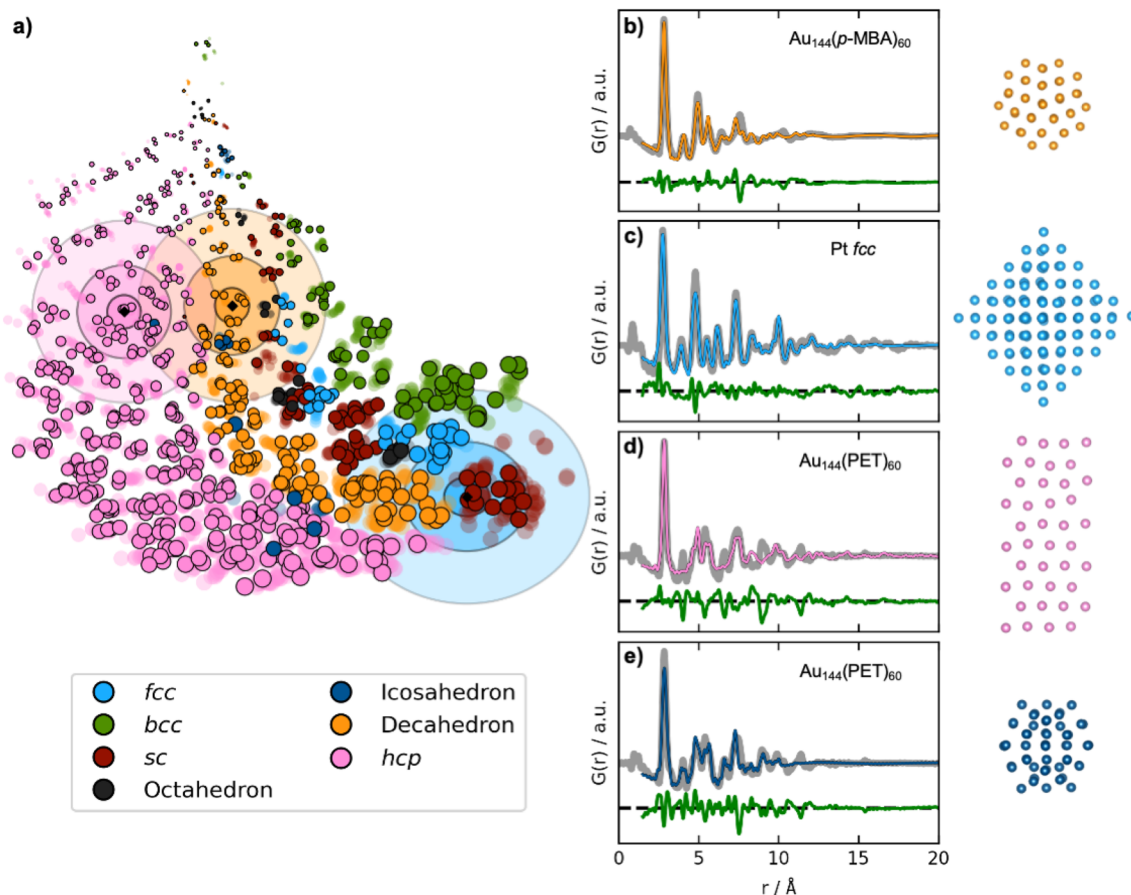 a)
fcc
bcc
sc
Octahedron
Icosahedron
Decahedron
hcp
b)
Au₁₄₄(p-MBA)₆₀
G(r) / a.u.
c)
Pt fcc
G(r) / a.u.
d)
Au₁₄₄(PET)₆₀
G(r) / a.u.
e)
Au₁₄₄(PET)₆₀
G(r) / a.u.
0 5 10 15 20
r / Å